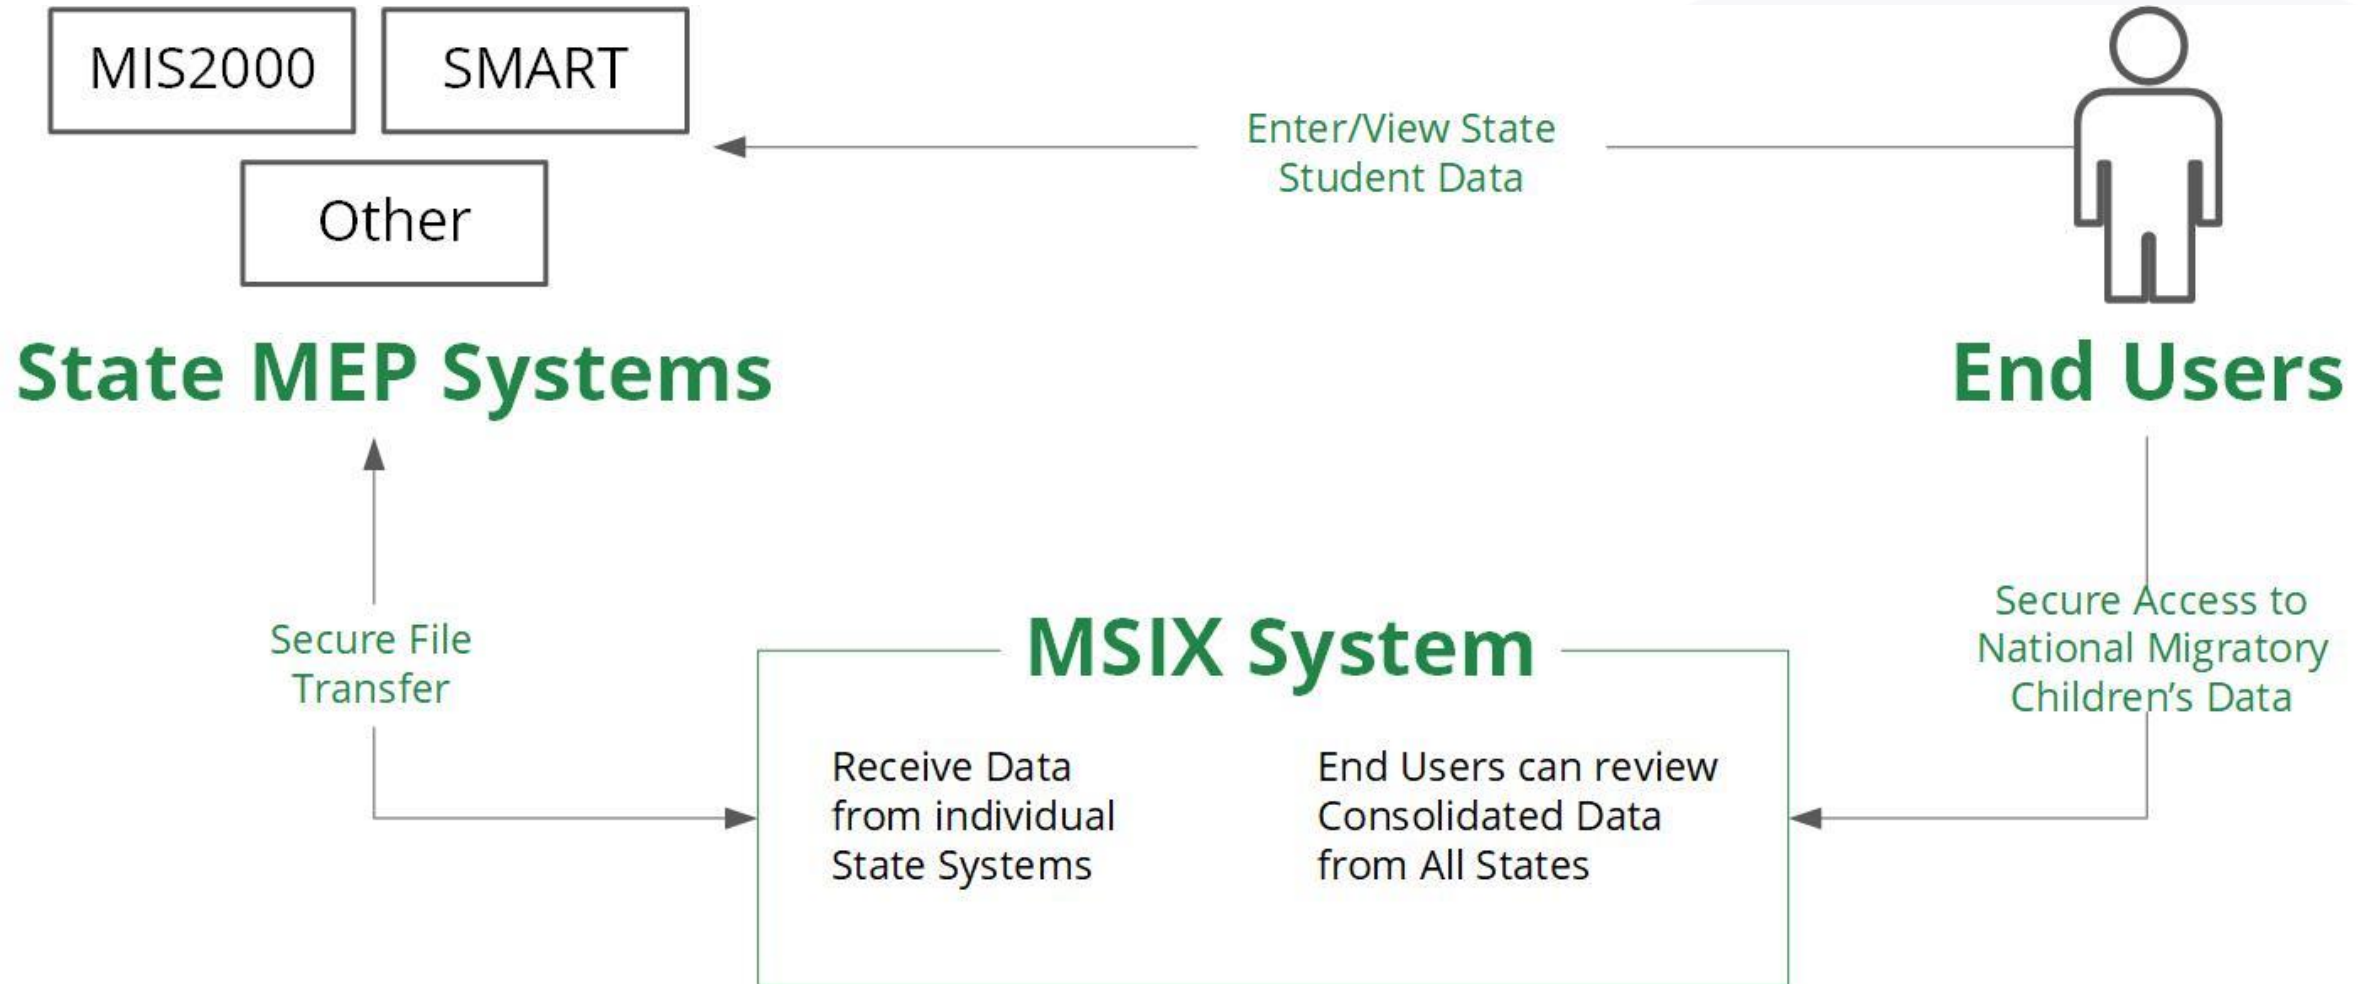 MIS2000
SMART
Other
State MEP Systems
Enter/View State
Student Data
End Users
Secure File
Transfer
MSIX System
Receive Data
from individual
State Systems
End Users can review
Consolidated Data
from All States
Secure Access to
National Migratory
Children’s Data